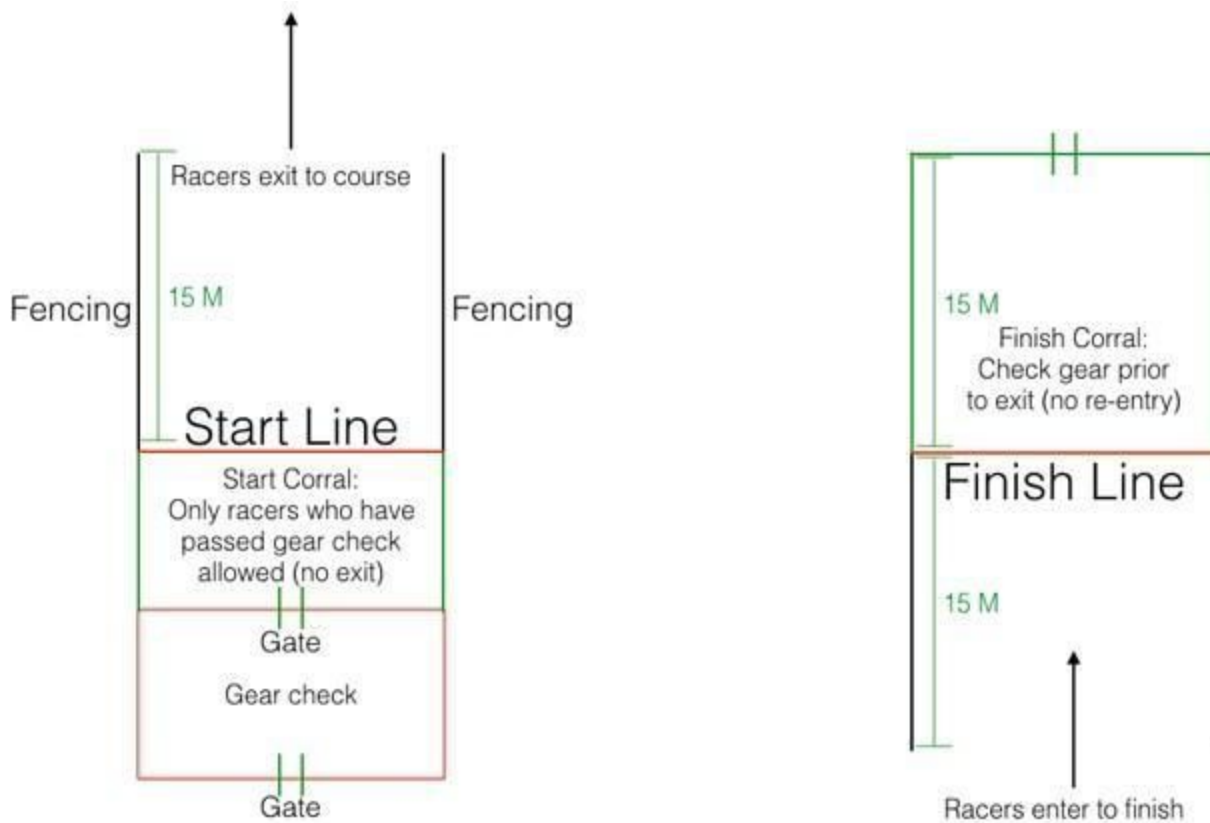 Racers exit to course
15 M
Fencing
Fencing
Start Line
Start Corral:
Only racers who have
passed gear check
allowed (no exit)
Gate
Gear check
Gate
15 M
Finish Corral:
Check gear prior
to exit (no re-entry)
Finish Line
15 M
Racers enter to finish